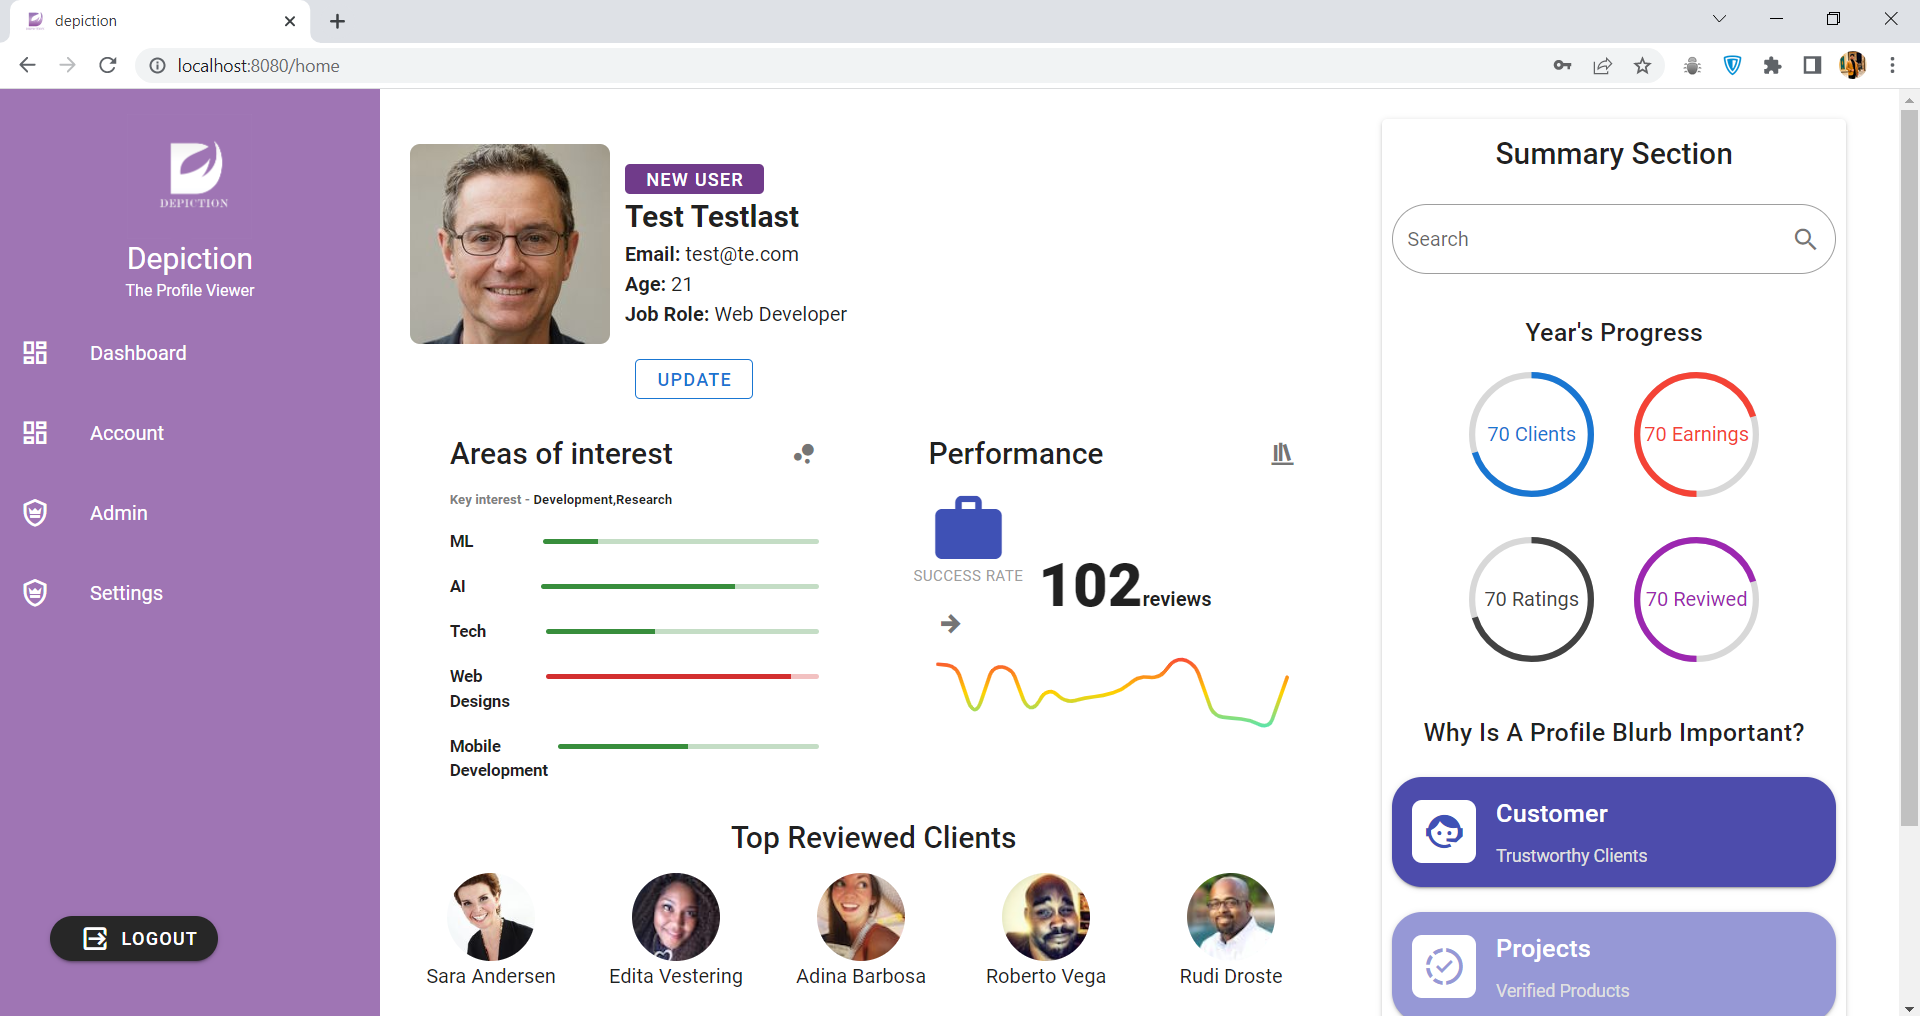 depiction
localhost:8080/home
DEPICTION
Depiction
The Profile Viewer
Dashboard
Account
Admin
Settings
LOGOUT
NEW USER
Test Testlast
Email: test@te.com
Age: 21
Job Role: Web Developer
UPDATE
Areas of interest
Key interest - Development,Research
ML
AI
Tech
Web
Designs
Mobile
Development
Performance
SUCCESS RATE
102reviews
Top Reviewed Clients
Sara Andersen
Edita Vestering
Adina Barbosa
Roberto Vega
Rudi Droste
Summary Section
Search
Year's Progress
70 Clients
70 Earnings
70 Ratings
70 Reviwed
Why Is A Profile Blurb Important?
Customer
Trustworthy Clients
Projects
Verified Products